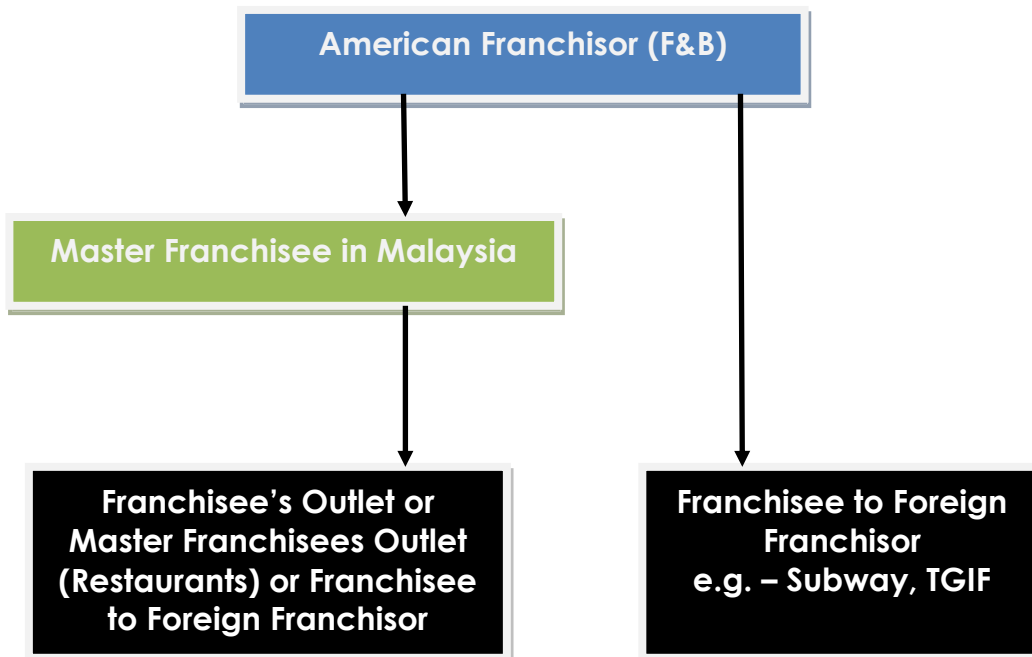 American Franchisor (F&B)
Master Franchisee in Malaysia
Franchisee’s Outlet or
Master Franchisees Outlet
(Restaurants) or Franchisee
to Foreign Franchisor
Franchisee to Foreign
Franchisor
e.g. – Subway, TGIF